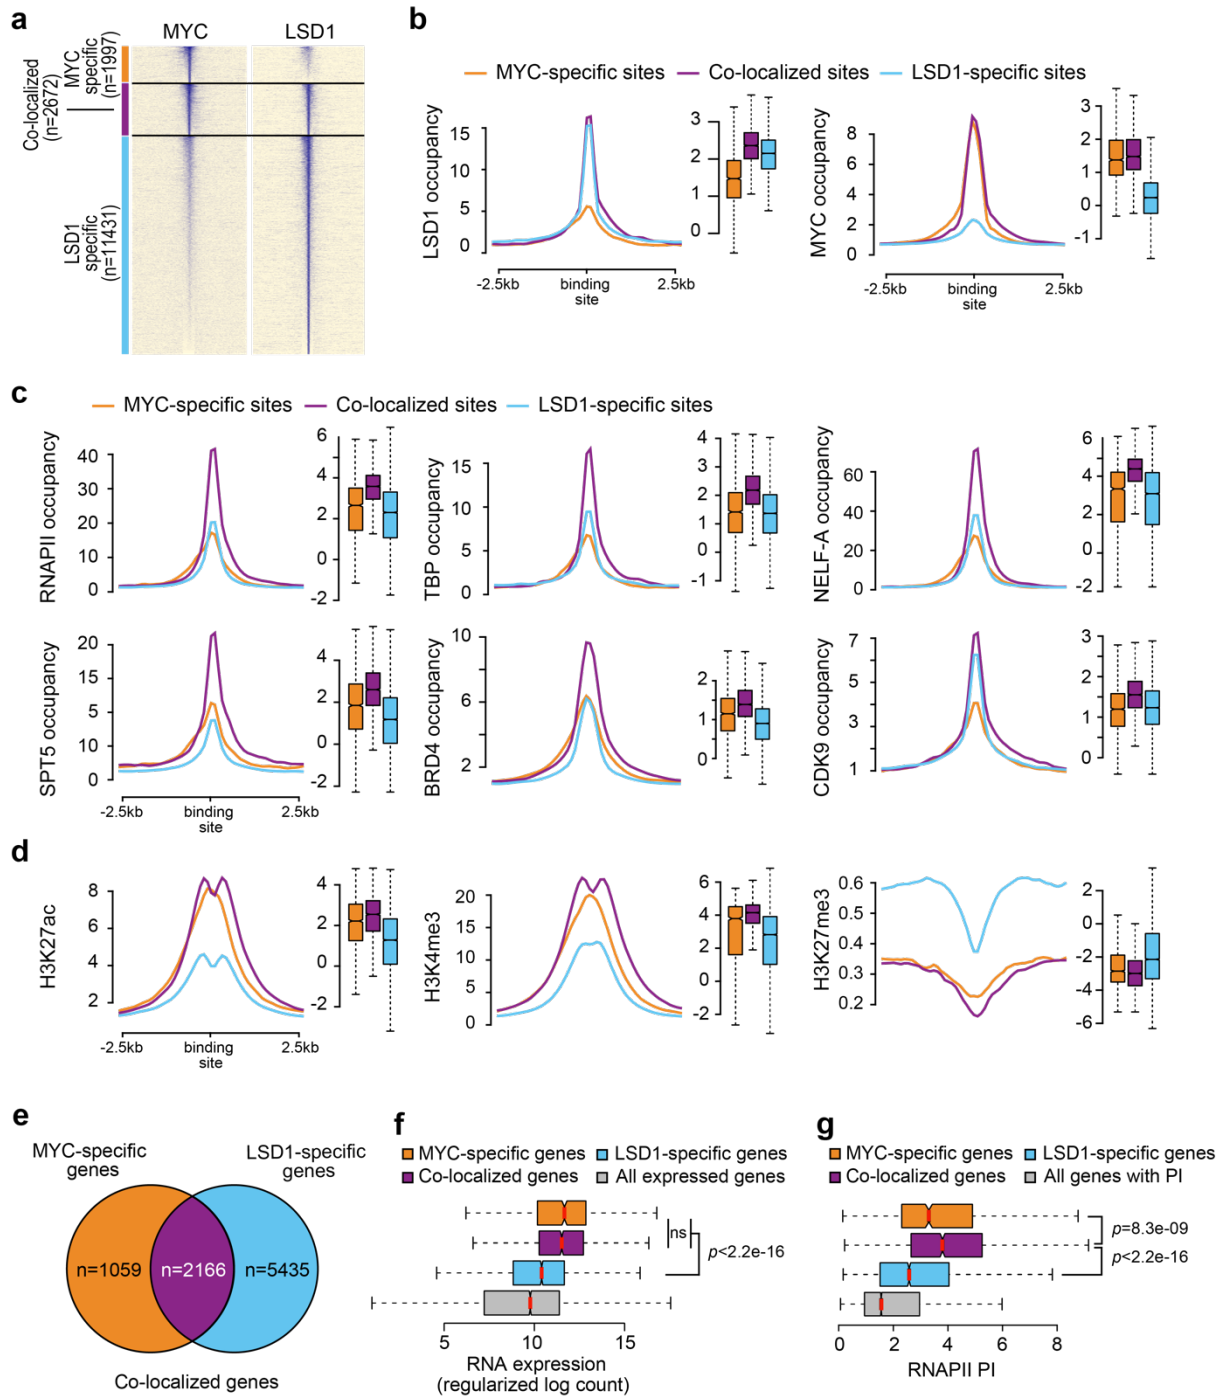 a
MYC
LSD1
MYC
specific
(n=1997)
Co-localized
(n=2672)
LSD1
specific
(n=11431)
b
MYC-specific sites
Co-localized sites
LSD1-specific sites
LSD1 occupancy
15
10
5
0
3
2
1
0
-2.5kb
binding
site
2.5kb
MYC occupancy
8
6
4
2
0
3
2
1
0
-1
-2.5kb
binding
site
2.5kb
c
MYC-specific sites
Co-localized sites
LSD1-specific sites
RNAPII occupancy
40
30
20
10
0
6
4
2
0
-2
TBP occupancy
15
10
5
0
4
3
2
1
0
-1
NELF-A occupancy
60
40
20
0
6
4
2
0
-2
SPT5 occupancy
20
15
5
10
0
4
2
0
-2
-2.5kb
binding
site
2.5kb
BRD4 occupancy
10
6
2
2
1
0
CDK9 occupancy
7
5
3
1
3
2
1
0
-1
d
H3K27ac
8
6
4
2
4
2
0
-2
-2.5kb
binding
site
2.5kb
H3K4me3
20
15
10
5
0
6
4
2
0
-2
H3K27me3
0.6
0.5
0.3
0.2
2
0
-2
-4
-6
e
MYC-specific
genes
LSD1-specific
genes
n=1059
n=2166
n=5435
Co-localized genes
f
MYC-specific genes
LSD1-specific genes
Co-localized genes
All expressed genes
ns
p<2.2e-16
5
10
15
RNA expression
(regularized log count)
g
MYC-specific genes
LSD1-specific genes
Co-localized genes
All genes with PI
p=8.3e-09
p<2.2e-16
0
2
4
6
8
RNAPII PI